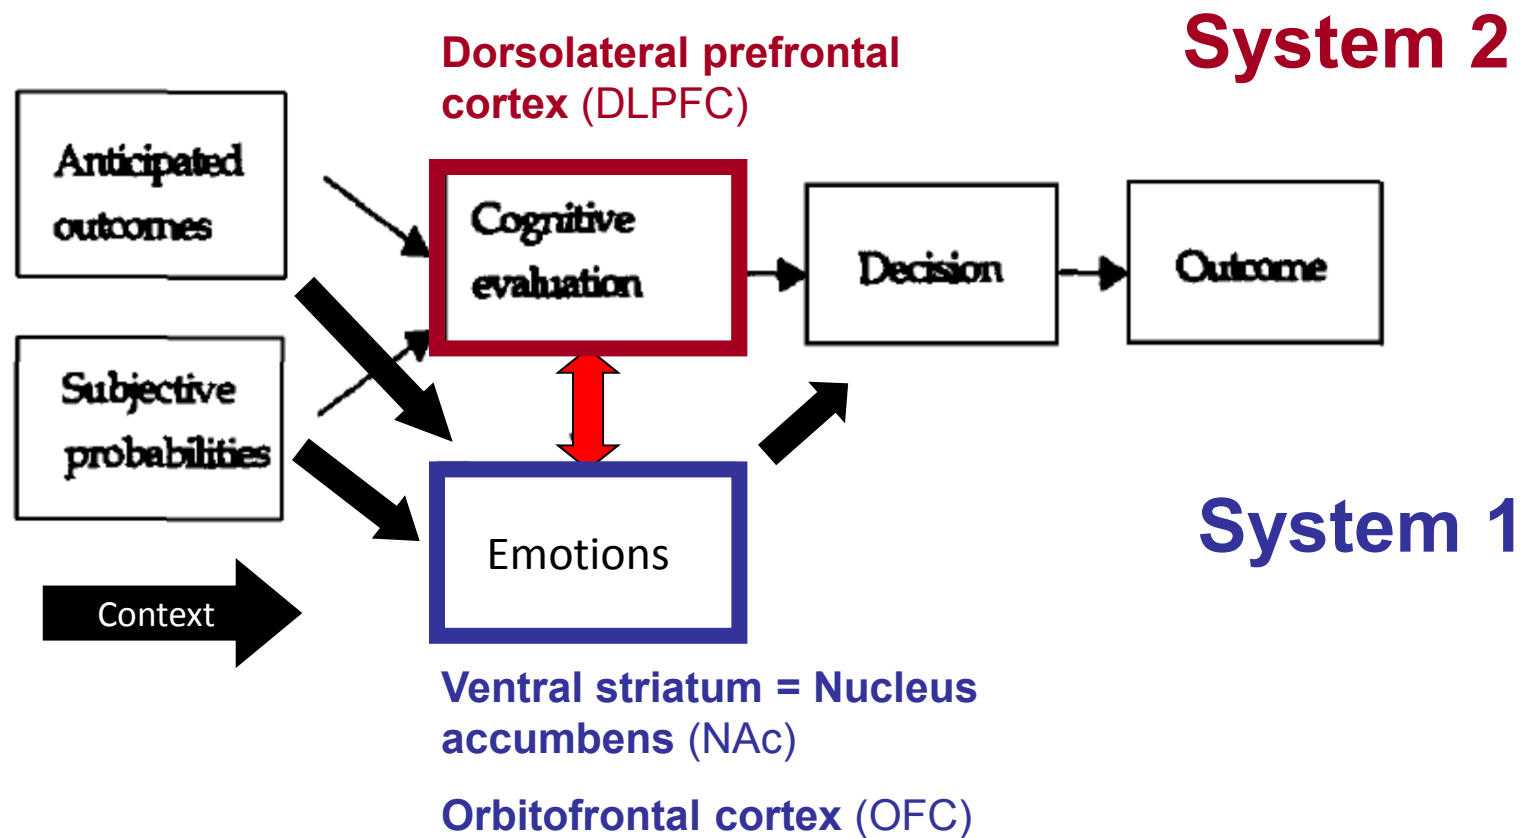 System 2
Dorsolateral prefrontal
cortex (DLPFC)
Anticipated
outcomes
Cognitive
evaluation
Decision
Outcome
Subjective
probabilities
System 1
Emotions
Context
Ventral striatum = Nucleus
accumbens (NAc)
Orbitofrontal cortex (OFC)